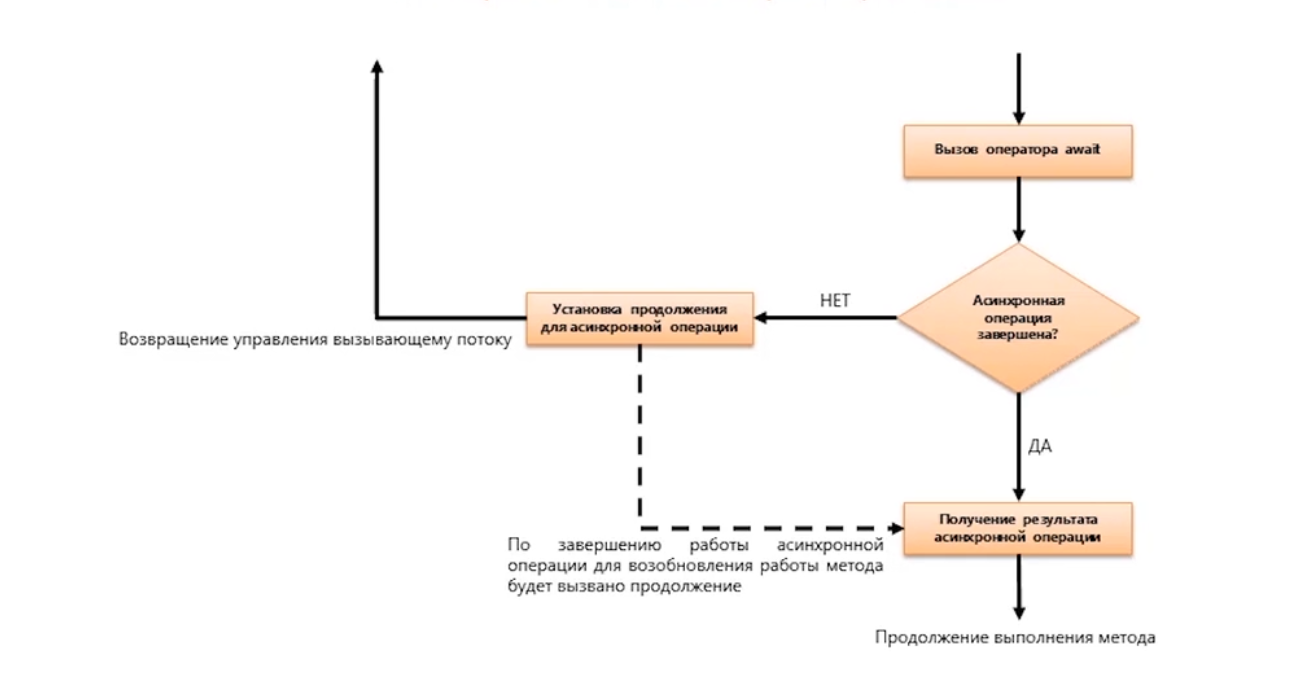 Вызов оператора await
Асинхронная
операция
завершена?
НЕТ
Установка продолжения
для асинхронной операции
Возвращение управления вызывающему потоку
ДА
Получение результата
асинхронной операции
По завершению работы асинхронной
операции для возобновления работы метода
будет вызвано продолжение
Продолжение выполнения метода